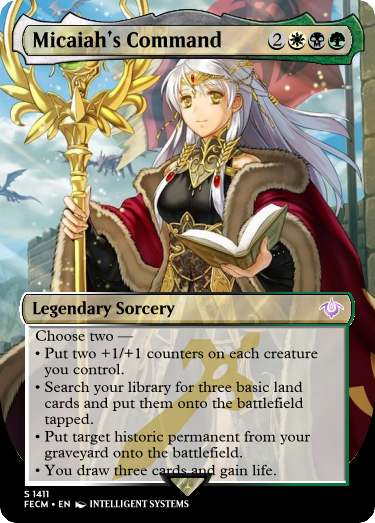 Micaiah's Command 2
Legendary Sorcery
Choose two —
• Put two +1/+1 counters on each creature
you control.
• Search your library for three basic land
cards and put them onto the battlefield
tapped.
• Put target historic permanent from your
graveyard onto the battlefield.
• You draw three cards and gain life.
S 1411
FECM • EN INTELLIGENT SYSTEMS